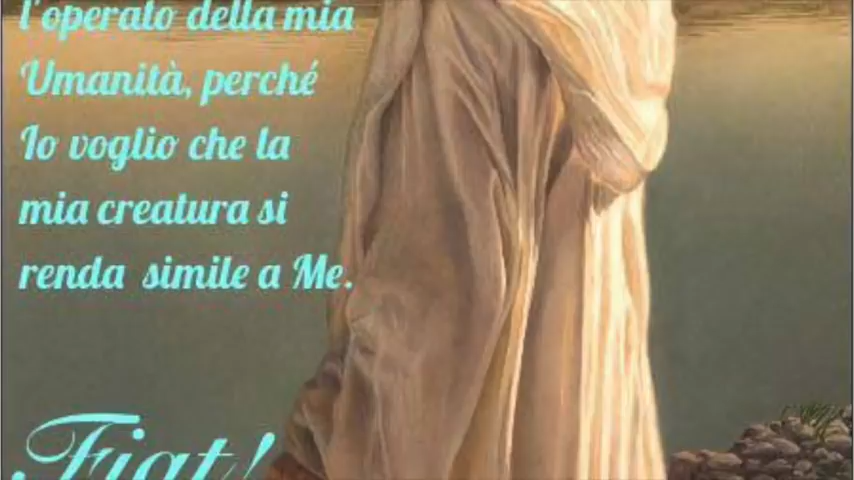 l'operato della mia
Umanità, perché
Io voglio che la
mia creatura si
renda simile a Me.
Fiat!